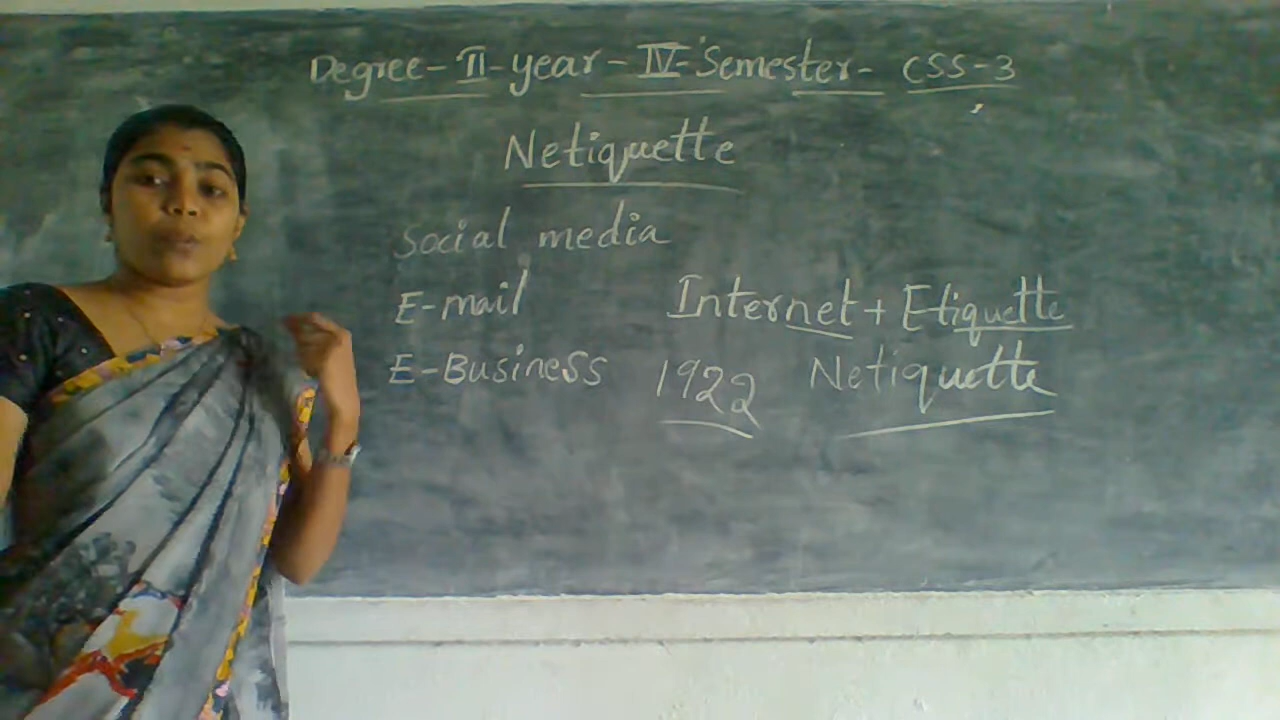 Degree-II-year-IV-Semester-CSS-3
Netiquette
Social media
E-mail
Internet + Etiquette
E-Business
1922
Netiquette